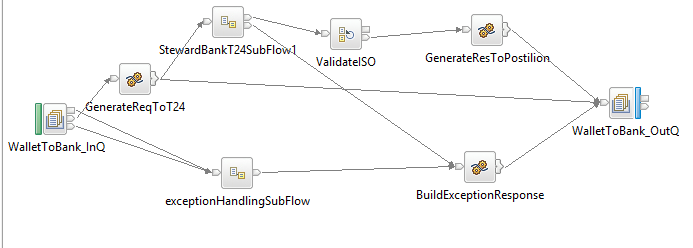 StewardBankT24SubFlow1
ValidateISO
GenerateResToPostilion
GenerateReqToT24
WalletToBank_InQ
WalletToBank_OutQ
exceptionHandlingSubFlow
BuildExceptionResponse